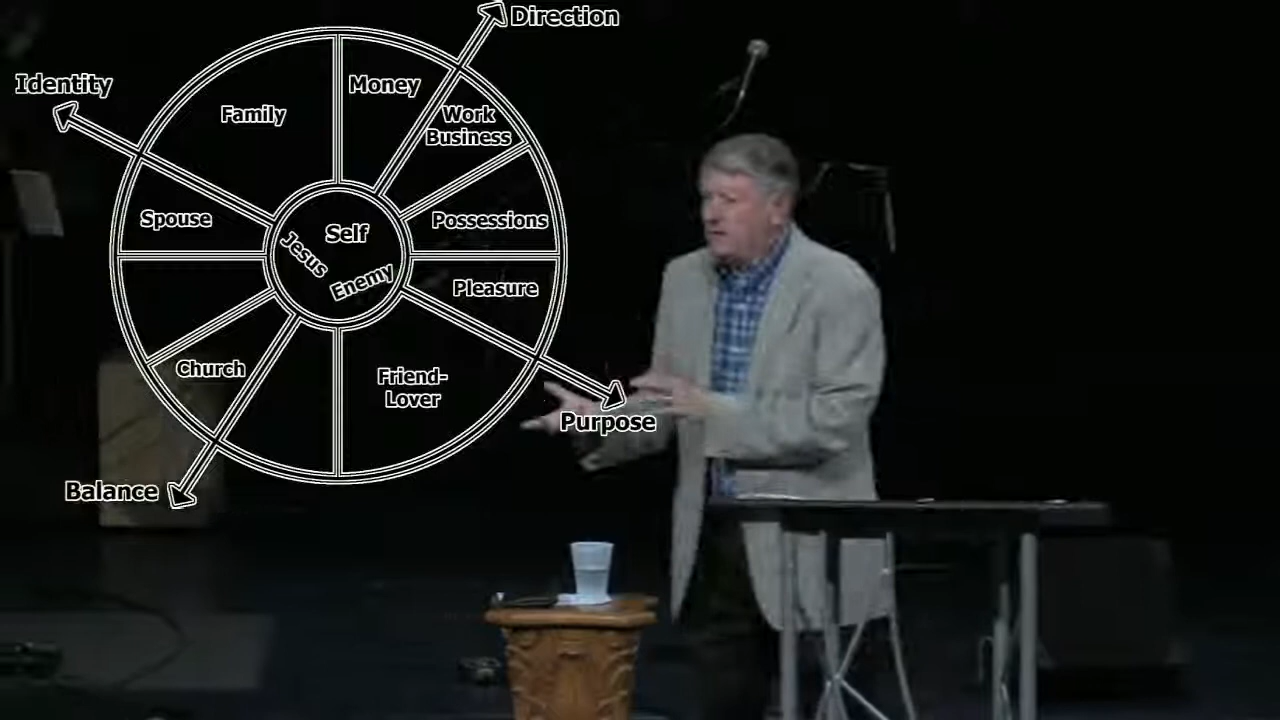 Direction
Identity
Money
Family
Work
Business
Spouse
Possessions
Self
Jesus
Enemy
Pleasure
Church
Friend-
Lover
Purpose
Balance